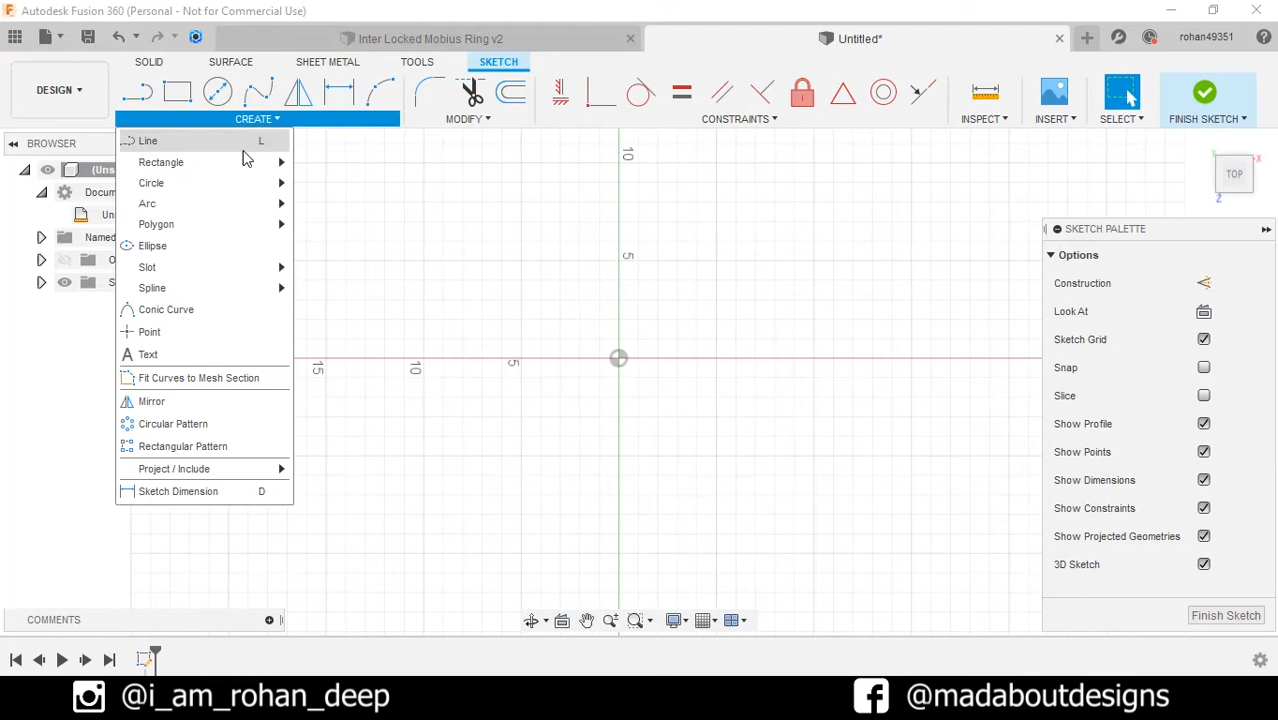 Autodesk Fusion 360 (Personal - Not for Commercial Use)
Inter Locked Mobius Ring v2
Untitled*
rohan49351
SOLID
SURFACE
SHEET METAL
TOOLS
SKETCH
DESIGN
CREATE
MODIFY
CONSTRAINTS
INSPECT
INSERT
SELECT
FINISH SKETCH
BROWSER
(Uns
Docum
Un
Named
O
S
Line L
Rectangle
Circle
Arc
Polygon
Ellipse
Slot
Spline
Conic Curve
Point
Text
Fit Curves to Mesh Section
Mirror
Circular Pattern
Rectangular Pattern
Project / Include
Sketch Dimension D
10
5
15
10
5
TOP
Y
X
Z
SKETCH PALETTE
Options
Construction
Look At
Sketch Grid
Snap
Slice
Show Profile
Show Points
Show Dimensions
Show Constraints
Show Projected Geometries
3D Sketch
Finish Sketch
COMMENTS
@i_am_rohan_deep
@madaboutdesigns